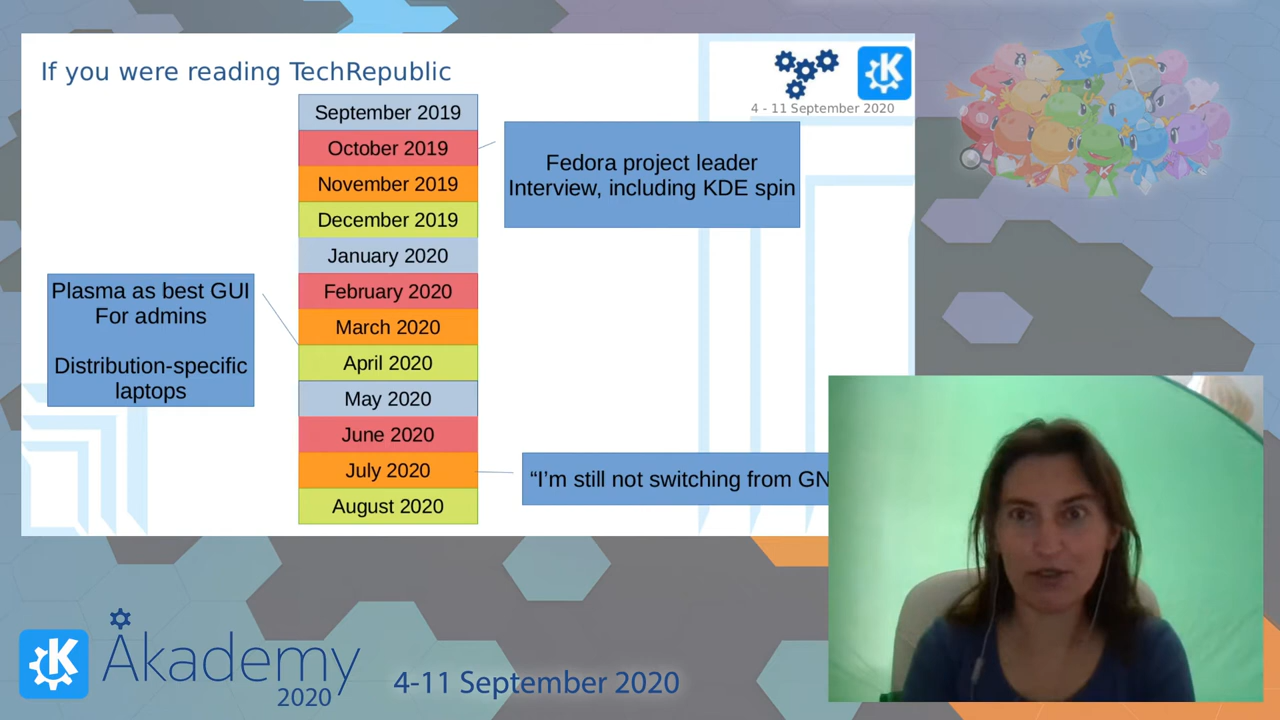 If you were reading TechRepublic
4 - 11 September 2020
September 2019
October 2019
November 2019
December 2019
January 2020
February 2020
March 2020
April 2020
May 2020
June 2020
July 2020
August 2020
Fedora project leader
Interview, including KDE spin
Plasma as best GUI
For admins
Distribution-specific
laptops
“I’m still not switching from GN
Akademy
2020
4-11 September 2020